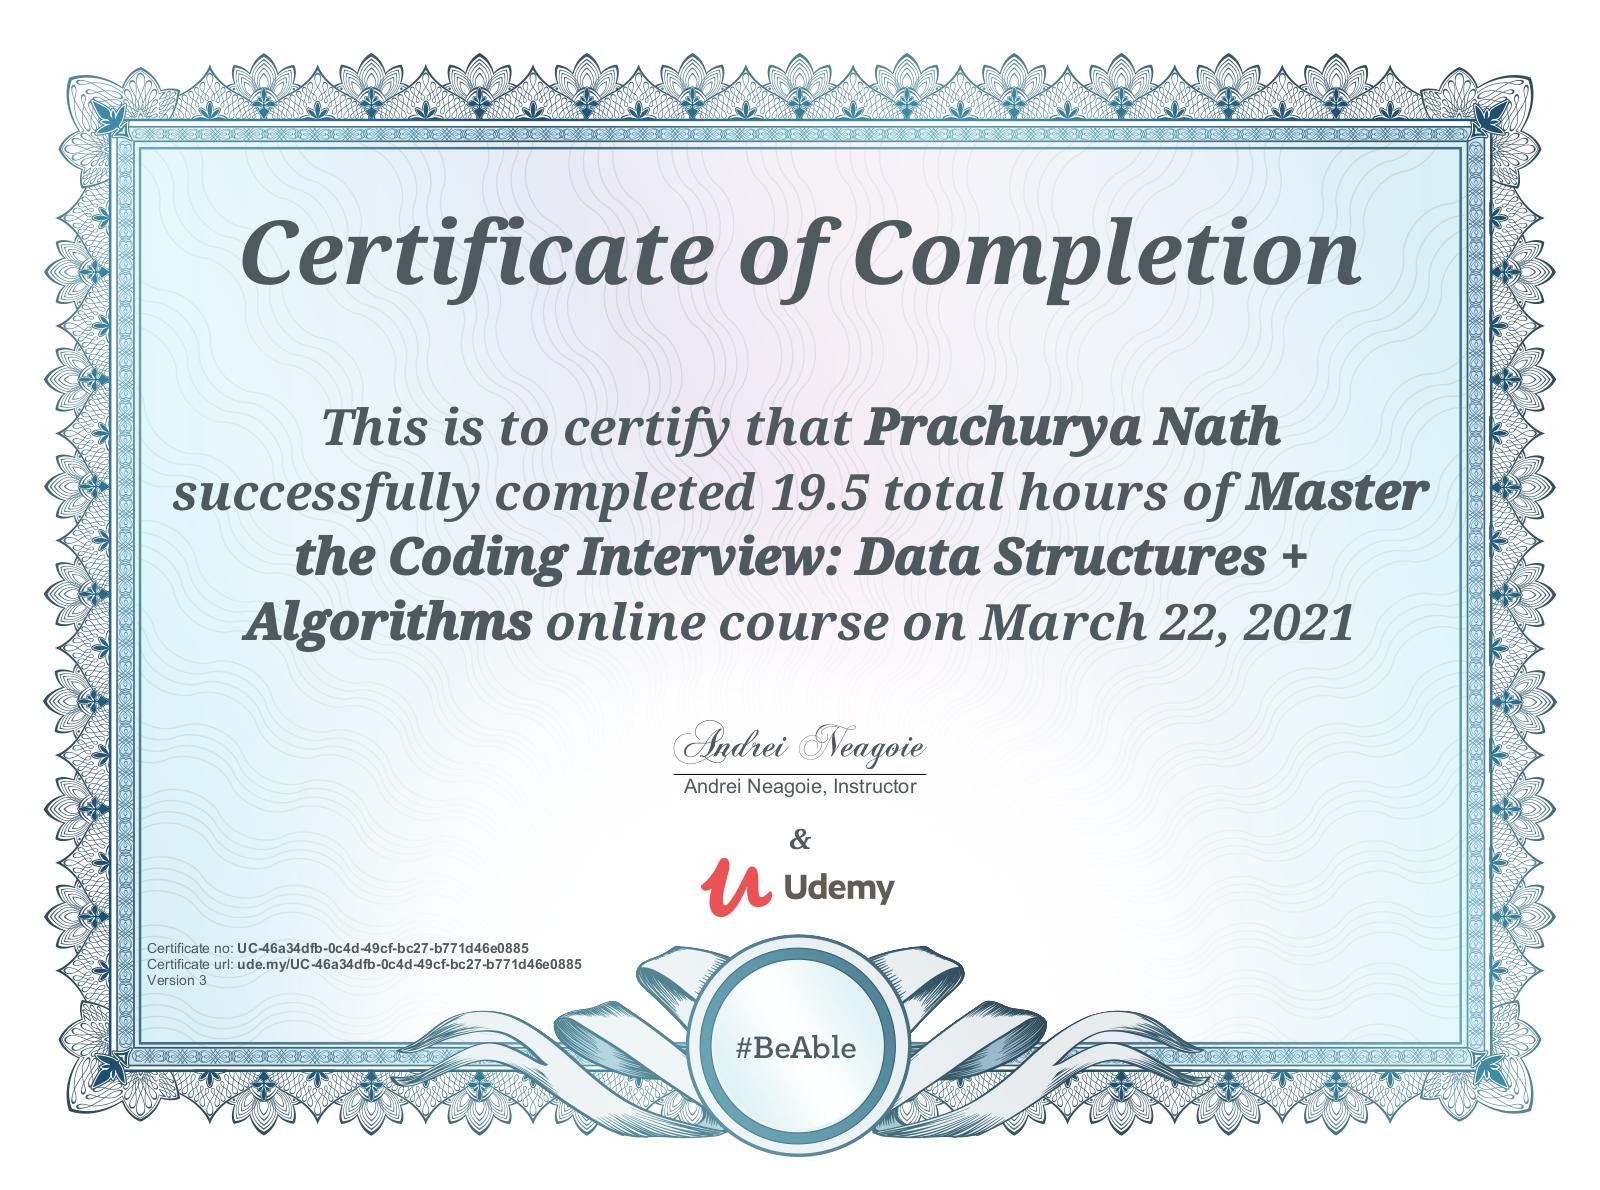 Certificate of Completion
This is to certify that Prachurya Nath
successfully completed 19.5 total hours of Master
the Coding Interview: Data Structures +
Algorithms online course on March 22, 2021
Andrei Neagoie
Andrei Neagoie, Instructor
&
Udemy
Certificate no: UC-46a34dfb-0c4d-49cf-bc27-b771d46e0885
Certificate url: ude.my/UC-46a34dfb-0c4d-49cf-bc27-b771d46e0885
Version 3
#BeAble